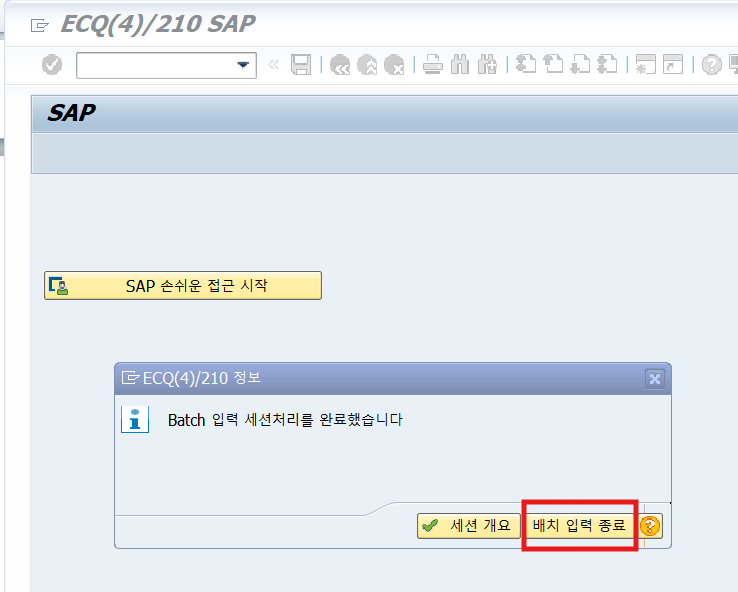 ECQ(4)/210 SAP
SAP
SAP 손쉬운 접근 시작
ECQ(4)/210 정보
Batch 입력 세션처리를 완료했습니다
세션 개요 배치 입력 종료